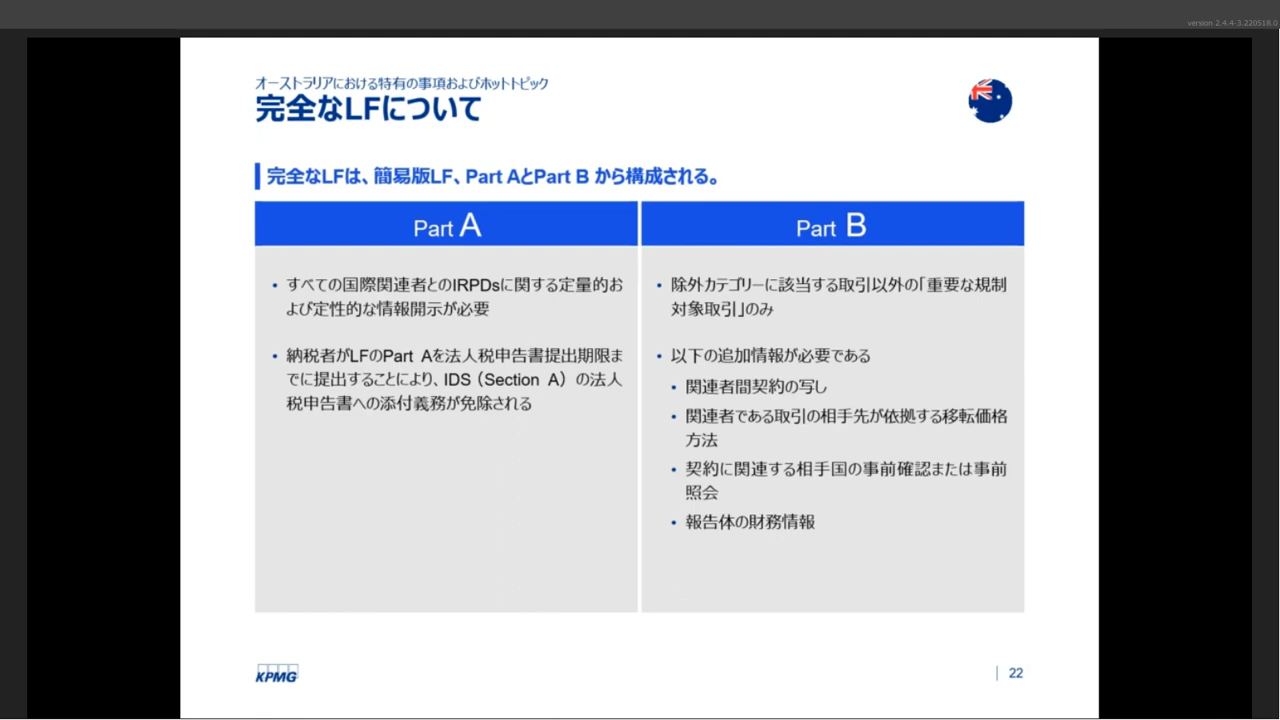 version 2.4.4-3.220518.0
オーストラリアにおける特有の事項およびホットトピック
完全なLFについて
完全なLFは、簡易版LF、Part AとPart B から構成される。
Part A
Part B
• すべての国際関連者とのIRPDsに関する定量的お
よび定性的な情報開示が必要
• 納税者がLFのPart Aを法人税申告書提出期限ま
でに提出することにより、IDS（Section A）の法人
税申告書への添付義務が免除される
• 除外カテゴリーに該当する取引以外の「重要な規制
対象取引」のみ
• 以下の追加情報が必要である
• 関連者間契約の写し
• 関連者である取引の相手先が依拠する移転価格
方法
• 契約に関連する相手国の事前確認または事前
照会
• 報告体の財務情報
KPMG
22